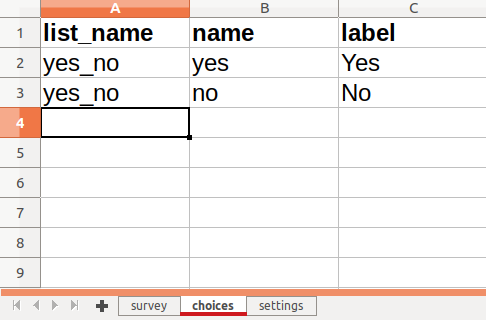 A B C
1 list_name name label
2 yes_no yes Yes
3 yes_no no No
4
5
6
7
8
9
survey choices settings